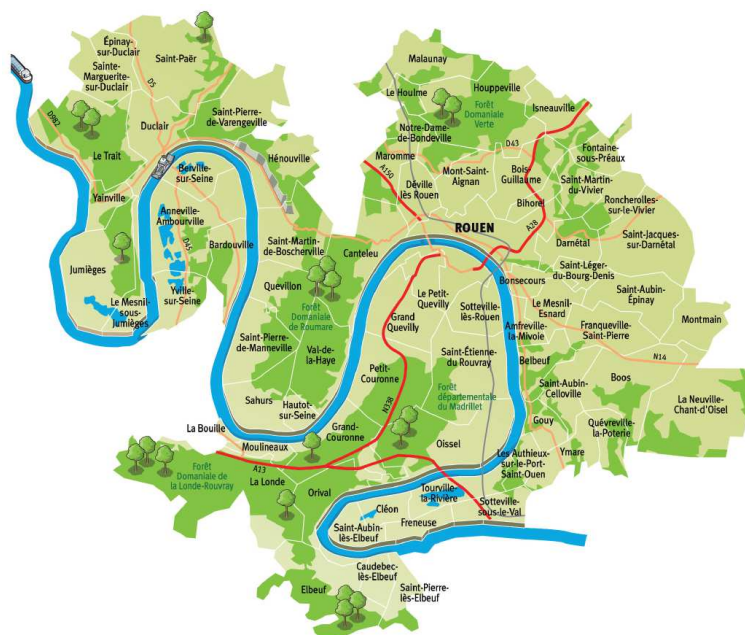 Épinay-
sur-Duclair
Sainte-
Marguerite-
sur-Duclair
Saint-Paër
D5
D982
Duclair
Saint-Pierre-
de-Varengeville
Le Trait
Hénouville
Yainville
Berville-
sur-Seine
Anneville-
Ambourville
D45
Bardouville
Jumièges
Le Mesnil-
sous-
Jumièges
Yville-
sur-Seine
Malaunay
Le Houlme
Houppeville
Forêt
Domaniale
Verte
Isneauville
Notre-Dame-
de-Bondeville
D43
Maromme
A150
Mont-Saint-
Aignan
Bois-
Guillaume
Fontaine-
sous-Préaux
Saint-Martin-
du-Vivier
Déville
lès Rouen
Bihorel
Roncherolles-
sur-le-Vivier
ROUEN
A28
Darnétal
Saint-Jacques-
sur-Darnétal
Saint-Martin-
de-Boscherville
Canteleu
Saint-Léger-
du-Bourg-Denis
Bonsecours
Quevillon
Forêt
Domaniale
de Roumare
Le Petit-
Quevilly
Sotteville-
lès-Rouen
Le Mesnil-
Esnard
Saint-Aubin-
Épinay
Grand
Quevilly
Amfreville-
la-Mivoie
Franqueville-
Saint-Pierre
Montmain
Saint-Pierre-
de-Manneville
Val-de-
la-Haye
Saint-Étienne-
du Rouvray
Belbeuf
N14
Petit-
Couronne
Forêt
départementale
du Madrillet
Saint-Aubin-
Celloville
Boos
La Neuville-
Chant-d'Oisel
Sahurs
Hautot-
sur-Seine
N338
Gouy
Quévreville-
la-Poterie
La Bouille
Grand-
Couronne
Moulineaux
Oissel
Ymare
Les Authieux-
sur-le-Port-
Saint-Ouen
A13
Forêt
Domaniale de
la Londe-Rouvray
La Londe
Orival
Tourville-
la-Rivière
Sotteville-
sous-le-Val
Cléon
Freneuse
Saint-Aubin-
lès-Elbeuf
Caudebec-
lès-Elbeuf
Elbeuf
Saint-Pierre-
lès-Elbeuf